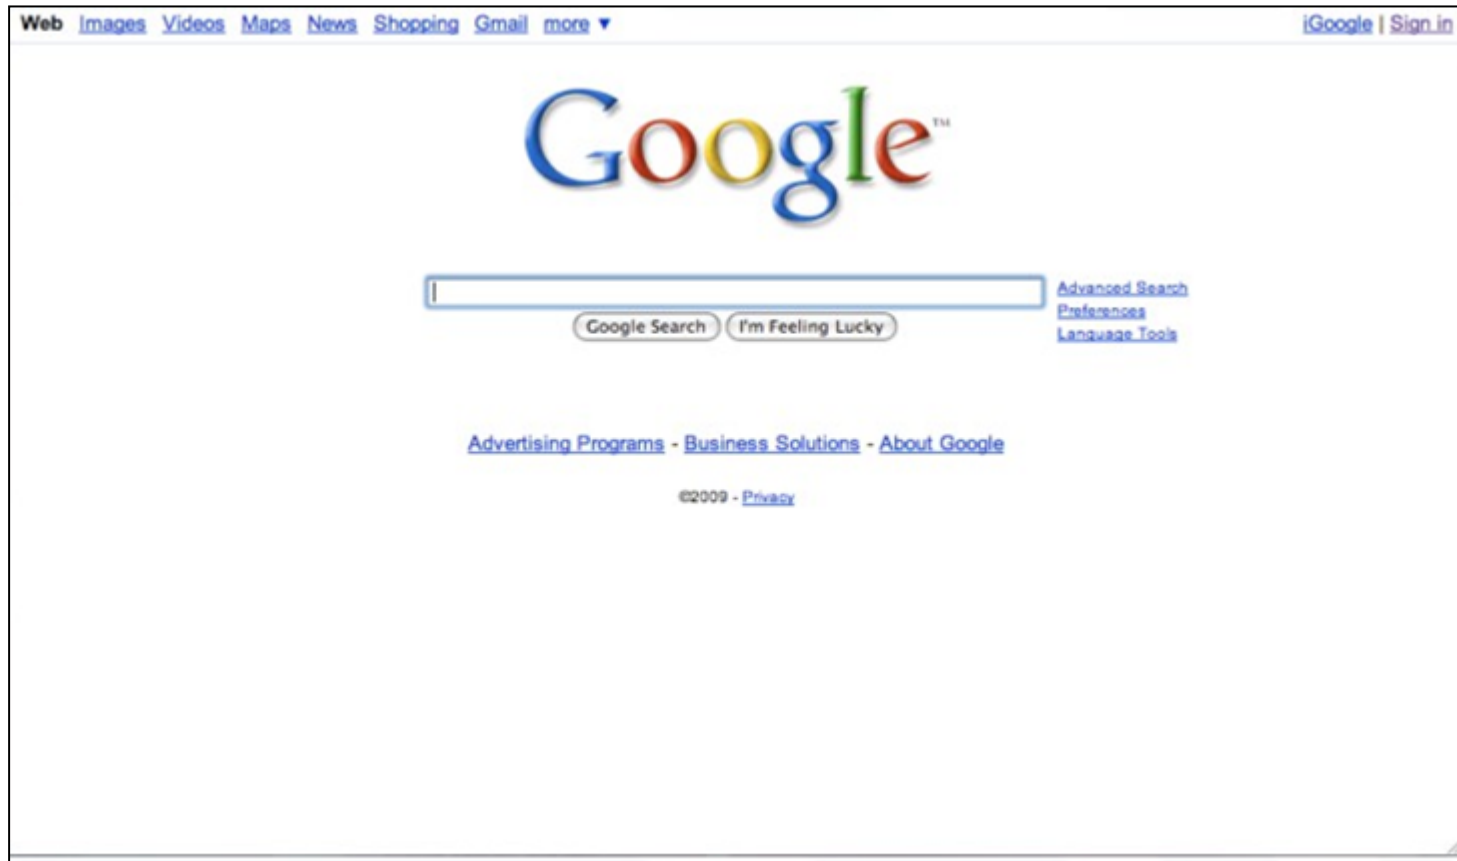 Web Images Videos Maps News Shopping Gmail more ▼ iGoogle | Sign in
Google™
Advanced Search
Google Search I'm Feeling Lucky Preferences
Language Tools
Advertising Programs - Business Solutions - About Google
©2009 - Privacy